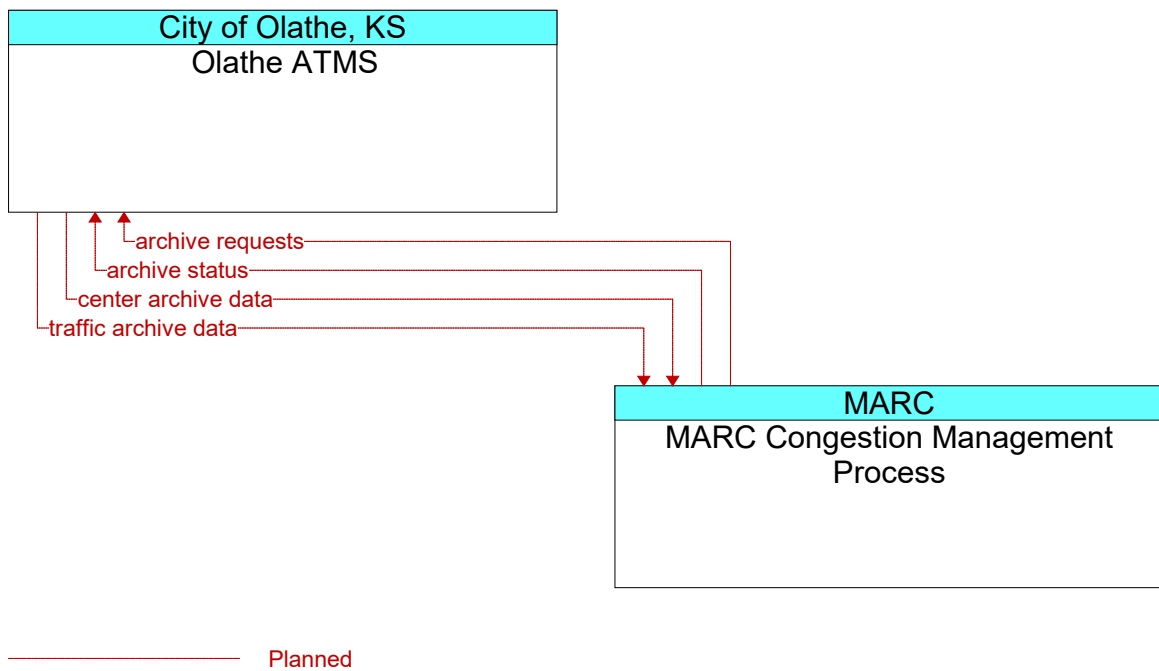 City of Olathe, KS
Olathe ATMS
archive requests
archive status
center archive data
traffic archive data
MARC
MARC Congestion Management
Process
Planned